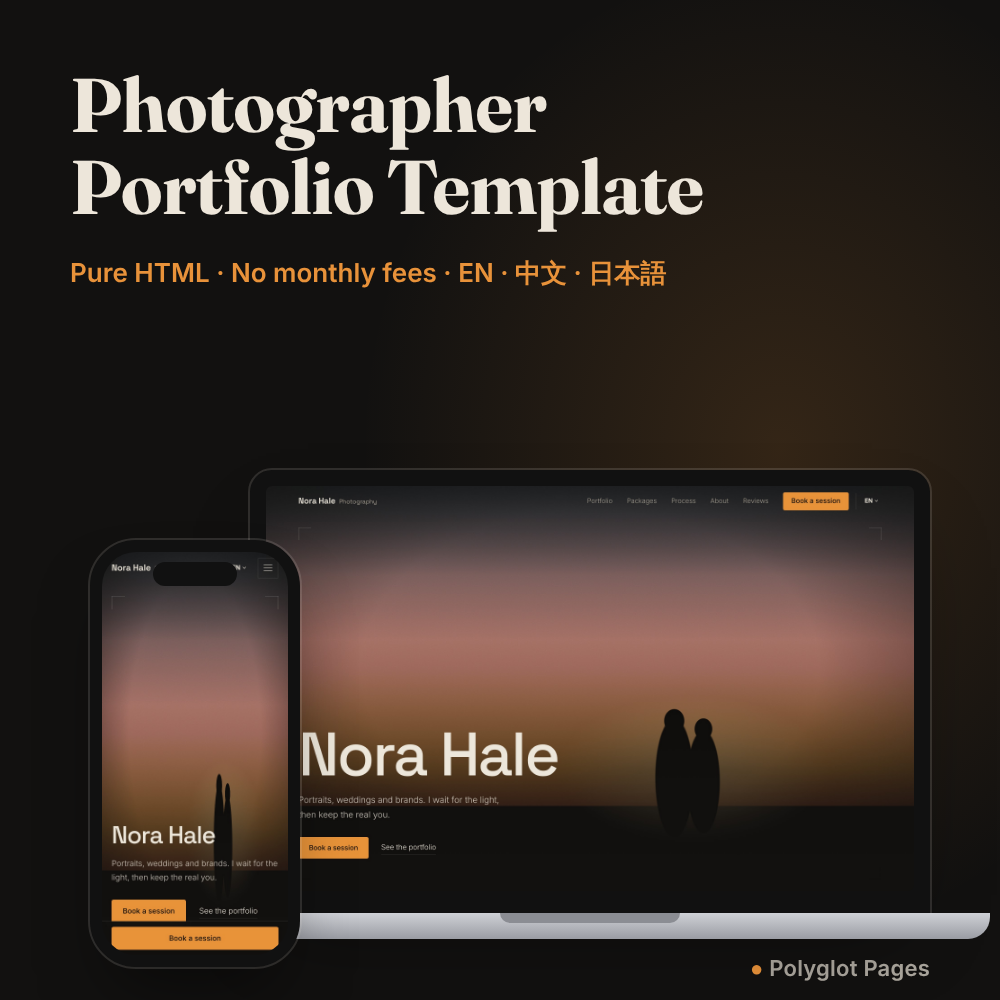 Photographer
Portfolio Template
Pure HTML · No monthly fees · EN · 中文 · 日本語
Nora Hale Photography
Portfolio Packages Process About Reviews Book a session EN
Nora Hale
Portraits, weddings and brands. I wait for the light,
then keep the real you.
Book a session See the portfolio
Nora Hale
Nora Hale
Portraits, weddings and brands. I wait for the
light, then keep the real you.
Book a session See the portfolio
Book a session
Polyglot Pages